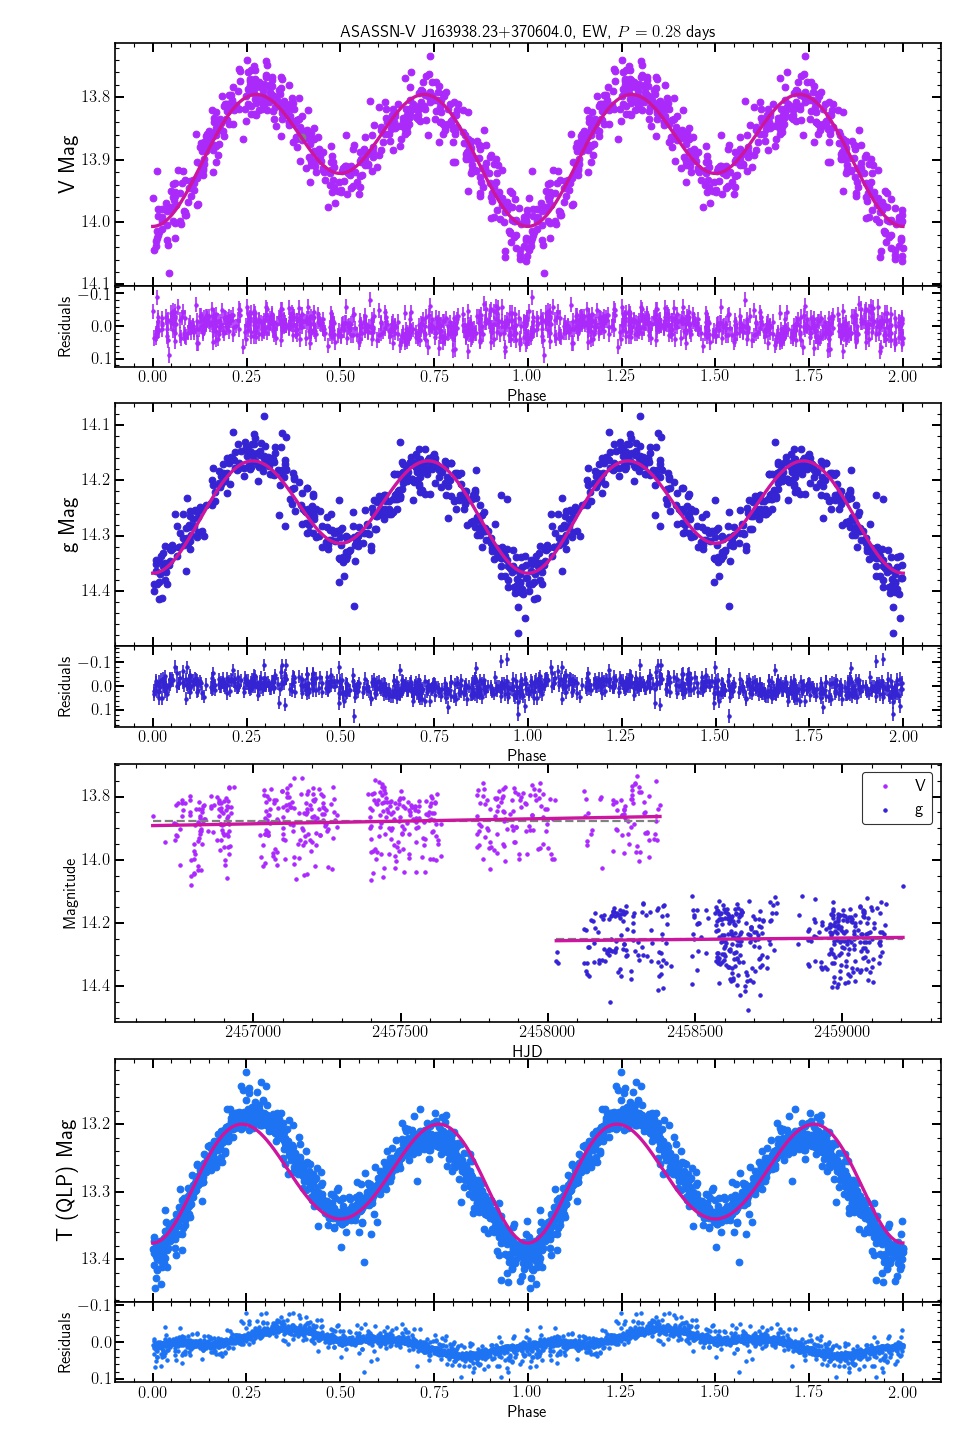 ASASSN-V J163938.23+370604.0, EW, P = 0.28 days
V Mag
13.8
13.9
14.0
14.1
Residuals
−0.1
0.0
0.1
0.00 0.25 0.50 0.75 1.00 1.25 1.50 1.75 2.00
Phase
g Mag
14.1
14.2
14.3
14.4
Residuals
−0.1
0.0
0.1
0.00 0.25 0.50 0.75 1.00 1.25 1.50 1.75 2.00
Phase
Magnitude
13.8
14.0
14.2
14.4
V
g
2457000 2457500 2458000 2458500 2459000
HJD
T (QLP) Mag
13.2
13.3
13.4
Residuals
−0.1
0.0
0.1
0.00 0.25 0.50 0.75 1.00 1.25 1.50 1.75 2.00
Phase